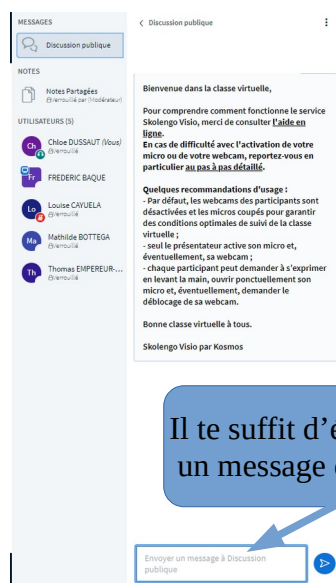 MESSAGES
Discussion publique
NOTES
Notes Partagées
Verrouillé par (Modérateur)
UTILISATEURS (5)
Ch
Chloe DUSSAUT (Vous)
Verrouillé
Fr
FREDERIC BAQUE
Lo
Louise CAYUELA
Verrouillé
Ma
Mathilde BOTTEGA
Verrouillé
Th
Thomas EMPEREUR-...
Verrouillé
Discussion publique
Bienvenue dans la classe virtuelle,
Pour comprendre comment fonctionne le service
Skolengo Visio, merci de consulter l'aide en
ligne.
En cas de difficulté avec l'activation de votre
micro ou de votre webcam, reportez-vous en
particulier au pas à pas détaillé.
Quelques recommandations d'usage :
- Par défaut, les webcams des participants sont
désactivées et les micros coupés pour garantir
des conditions optimales de suivi de la classe
virtuelle ;
- seul le présentateur active son micro et,
éventuellement, sa webcam ;
- chaque participant peut demander à s'exprimer
en levant la main, ouvrir ponctuellement son
micro et, éventuellement, demander le
déblocage de sa webcam.
Bonne classe virtuelle à tous.
Skolengo Visio par Kosmos
Il te suffit d'é
un message
Envoyer un message à Discussion
publique